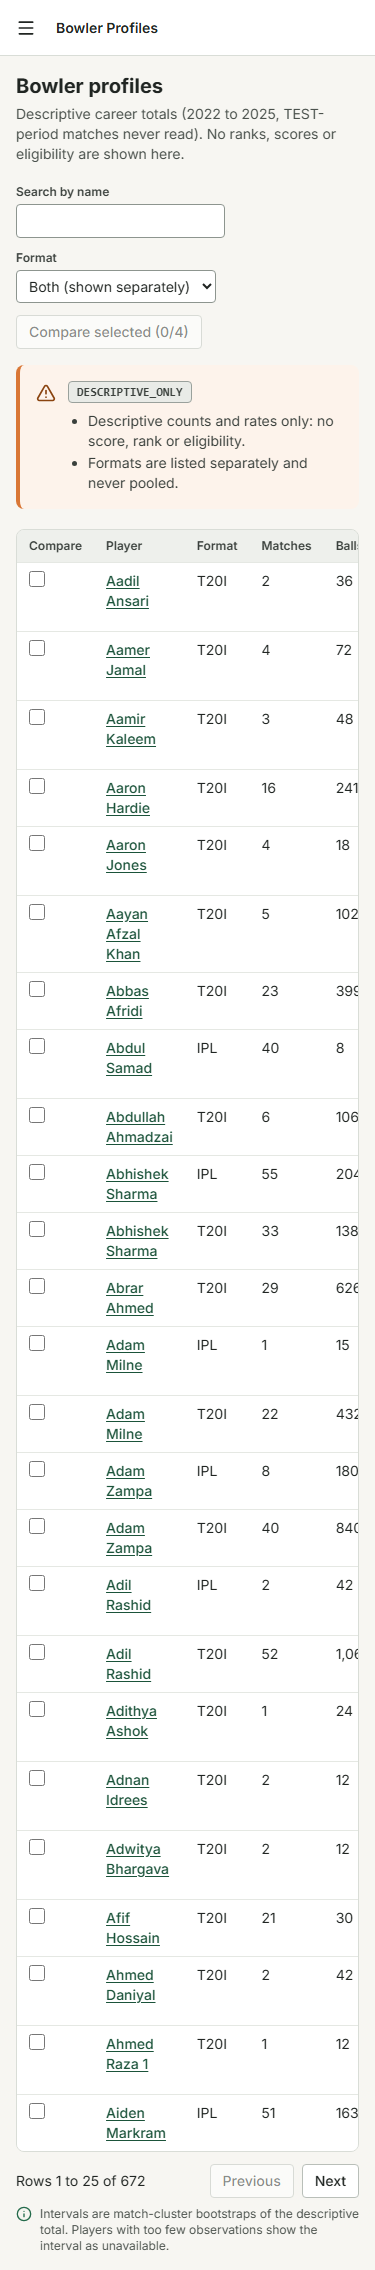 Bowler Profiles
Bowler profiles
Descriptive career totals (2022 to 2025, TEST-
period matches never read). No ranks, scores or
eligibility are shown here.
Search by name
Format
Both (shown separately)
Compare selected (0/4)
DESCRIPTIVE_ONLY
Descriptive counts and rates only: no
score, rank or eligibility.
Formats are listed separately and
never pooled.
Compare Player Format Matches
Aadil T20I 2 36
Ansari
Aamer T20I 4 72
Jamal
Aamir T20I 3 48
Kaleem
Aaron T20I 16 241
Hardie
Aaron T20I 4 18
Jones
Aayan T20I 5 102
Afzal
Khan
Abbas T20I 23 399
Afridi
Abdul IPL 40 8
Samad
Abdullah T20I 6 106
Ahmadzai
Abhishek IPL 55 204
Sharma
Abhishek T20I 33 138
Sharma
Abrar T20I 29 626
Ahmed
Adam IPL 1 15
Milne
Adam T20I 22 432
Milne
Adam IPL 8 180
Zampa
Adam T20I 40 840
Zampa
Adil IPL 2 42
Rashid
Adil T20I 52
Rashid
Adithya T20I 1 24
Ashok
Adnan T20I 2 12
Idrees
Adwitya T20I 2 12
Bhargava
Afif T20I 21 30
Hossain
Ahmed T20I 2 42
Daniyal
Ahmed T20I 1 12
Raza 1
Aiden IPL 51 163
Markram
Rows 1 to 25 of 672 Previous Next
Intervals are match-cluster bootstraps of the descriptive
total. Players with too few observations show the
interval as unavailable.